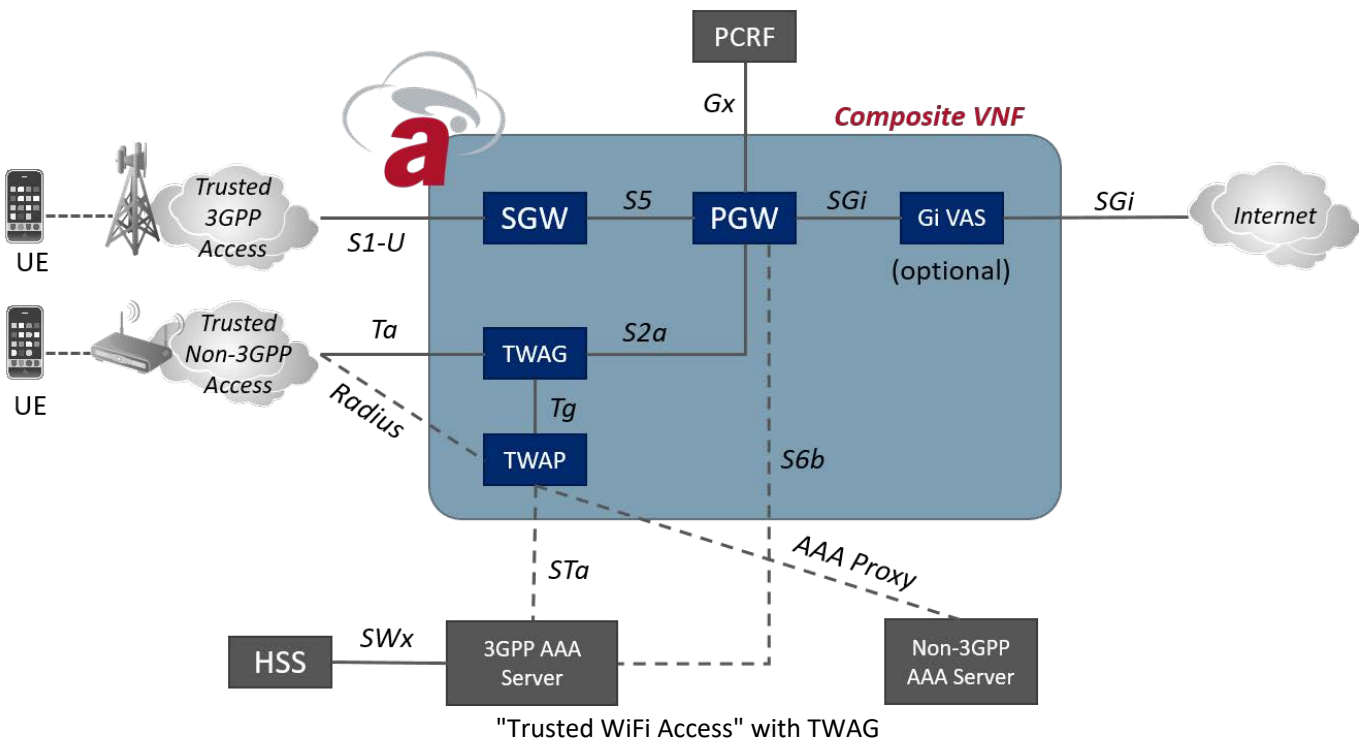 PCRF
Gx
Composite VNF
a
Trusted
3GPP
Access
UE
S1-U
SGW
S5
PGW
SGi
Gi VAS
(optional)
SGi
Internet
Trusted
Non-3GPP
Access
UE
Ta
TWAG
S2a
Radius
Tg
TWAP
S6b
STa
AAA Proxy
HSS
SWx
3GPP AAA
Server
Non-3GPP
AAA Server
"Trusted WiFi Access" with TWAG